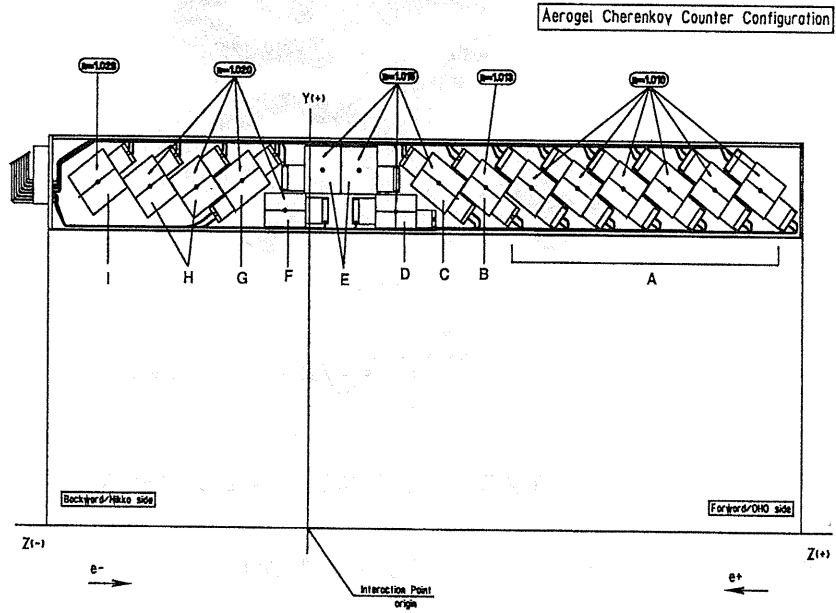 Aerogel Cherenkov Counter Configuration
n=1.028
n=1.020
n=1.015
n=1.013
n=1.010
Y(+)
I
H
G
F
E
D
C
B
A
Backward/Nikko side
Forward/OHO side
Z(-)
Z(+)
e-
e+
Interaction Point
origin